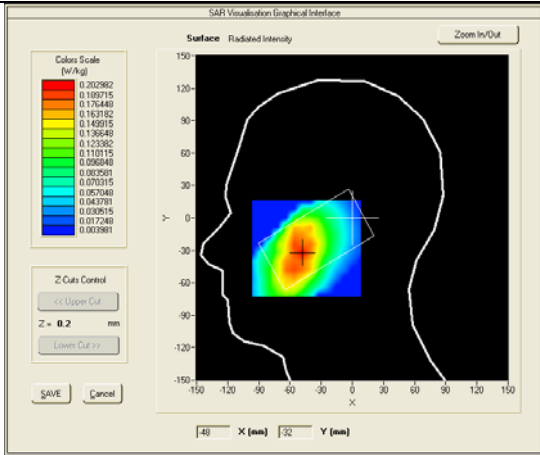 SAR Visualisation Graphical Interface
Surface Radiated Intensity
Zoom In/Out
Colors Scale
(W/kg)
0.202982
0.189715
0.176448
0.163182
0.149915
0.136648
0.123382
0.110115
0.096848
0.083581
0.070315
0.057048
0.043781
0.030515
0.017248
0.003981
150
120
90
60
30
0
-30
-60
-90
-120
-150
Y
-150 -120 -90 -60 -30 0 30 60 90 120 150
X
Z-Cuts Control
<< Upper Cut
Z = 0.2 mm
Lower Cut >>
SAVE Cancel
-48 X (mm) -32 Y (mm)